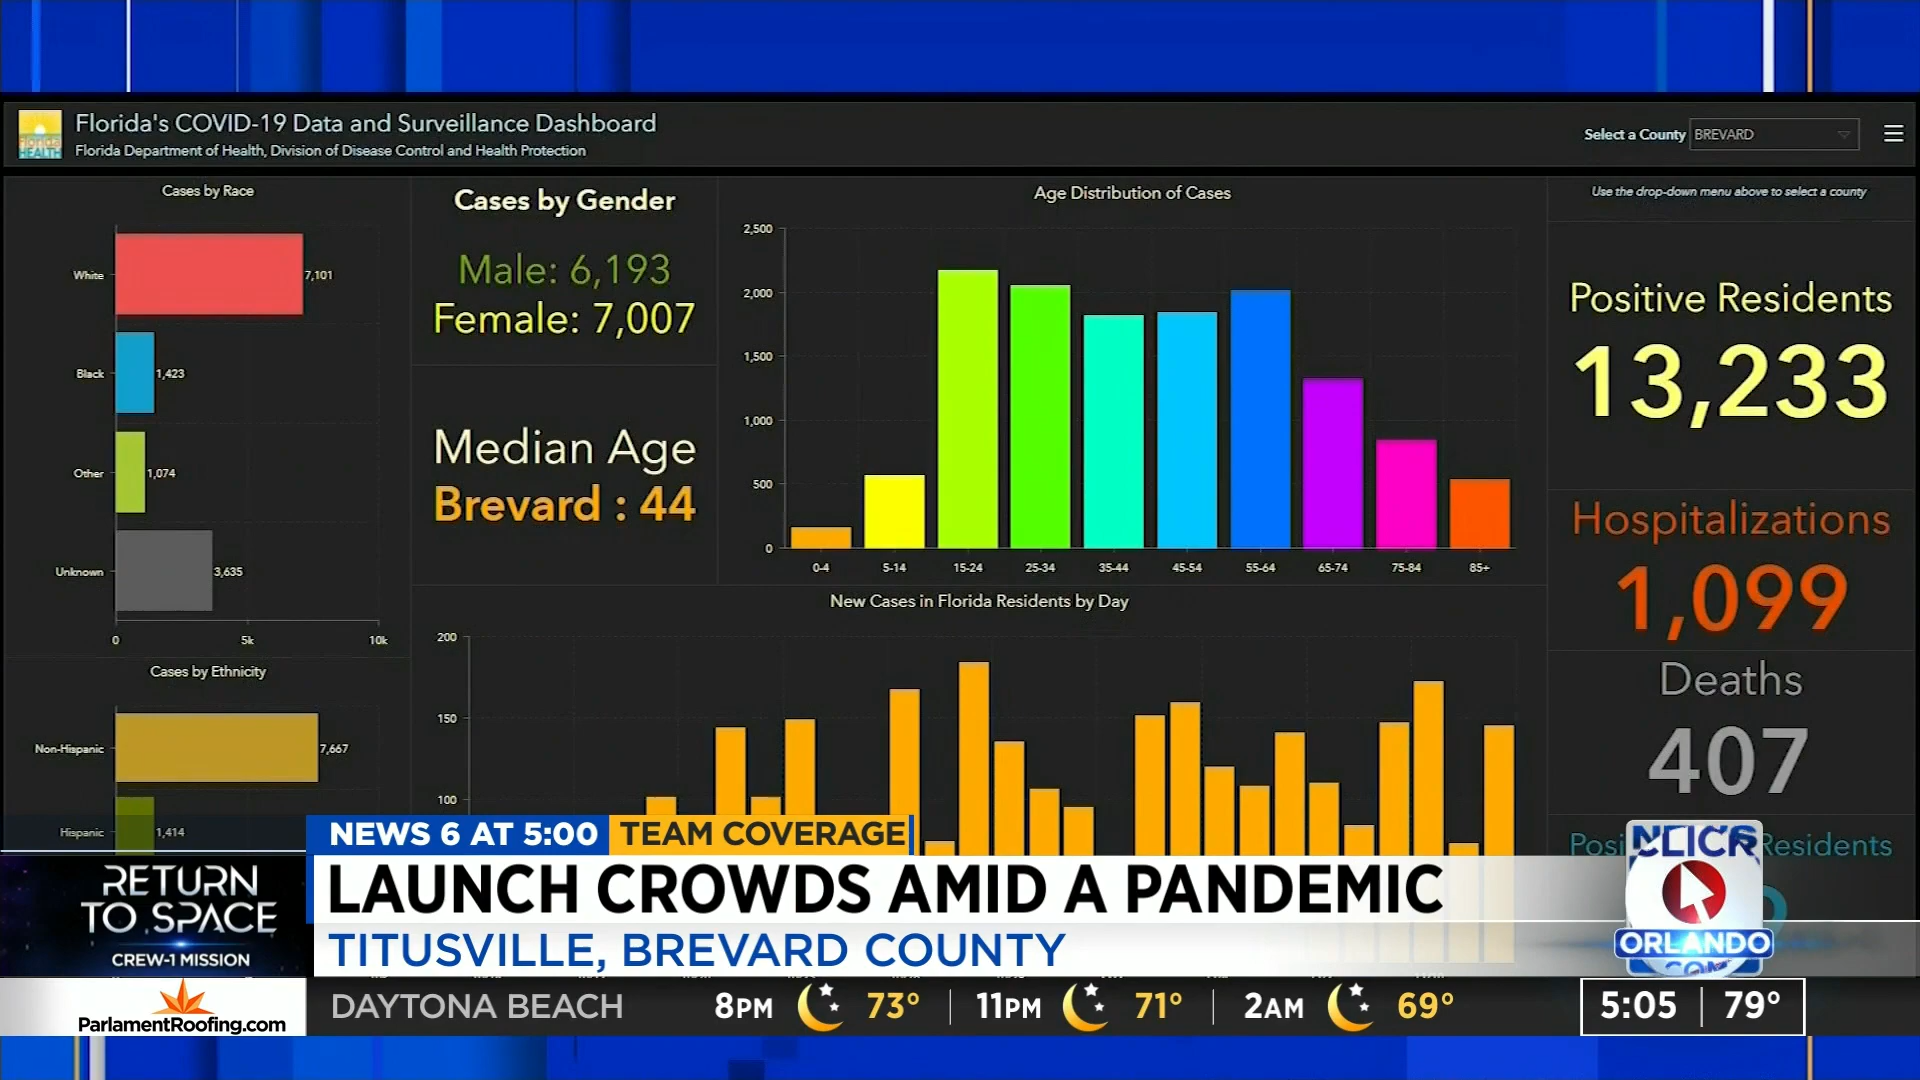 Florida's COVID-19 Data and Surveillance Dashboard
Florida Department of Health, Division of Disease Control and Health Protection
Florida
HEALTH
Select a County BREVARD
Cases by Race
White
7,101
Black
1,423
Other
1,074
Unknown
3,635
0 5k 10k
Cases by Ethnicity
Non-Hispanic
7,667
Hispanic
1,414
Cases by Gender
Male: 6,193
Female: 7,007
Median Age
Brevard : 44
Age Distribution of Cases
2,500
2,000
1,500
1,000
500
0
0-4 5-14 15-24 25-34 35-44 45-54 55-64 65-74 75-84 85+
New Cases in Florida Residents by Day
200
150
100
Use the drop-down menu above to select a county
Positive Residents
13,233
Hospitalizations
1,099
Deaths
407
Residents
NEWS 6 AT 5:00 TEAM COVERAGE
LAUNCH CROWDS AMID A PANDEMIC
TITUSVILLE, BREVARD COUNTY
RETURN
TO SPACE
CREW-1 MISSION
ORLANDO
ParlamentRoofing.com
DAYTONA BEACH 8PM 73° 11PM 71° 2AM 69°
5:05 79°